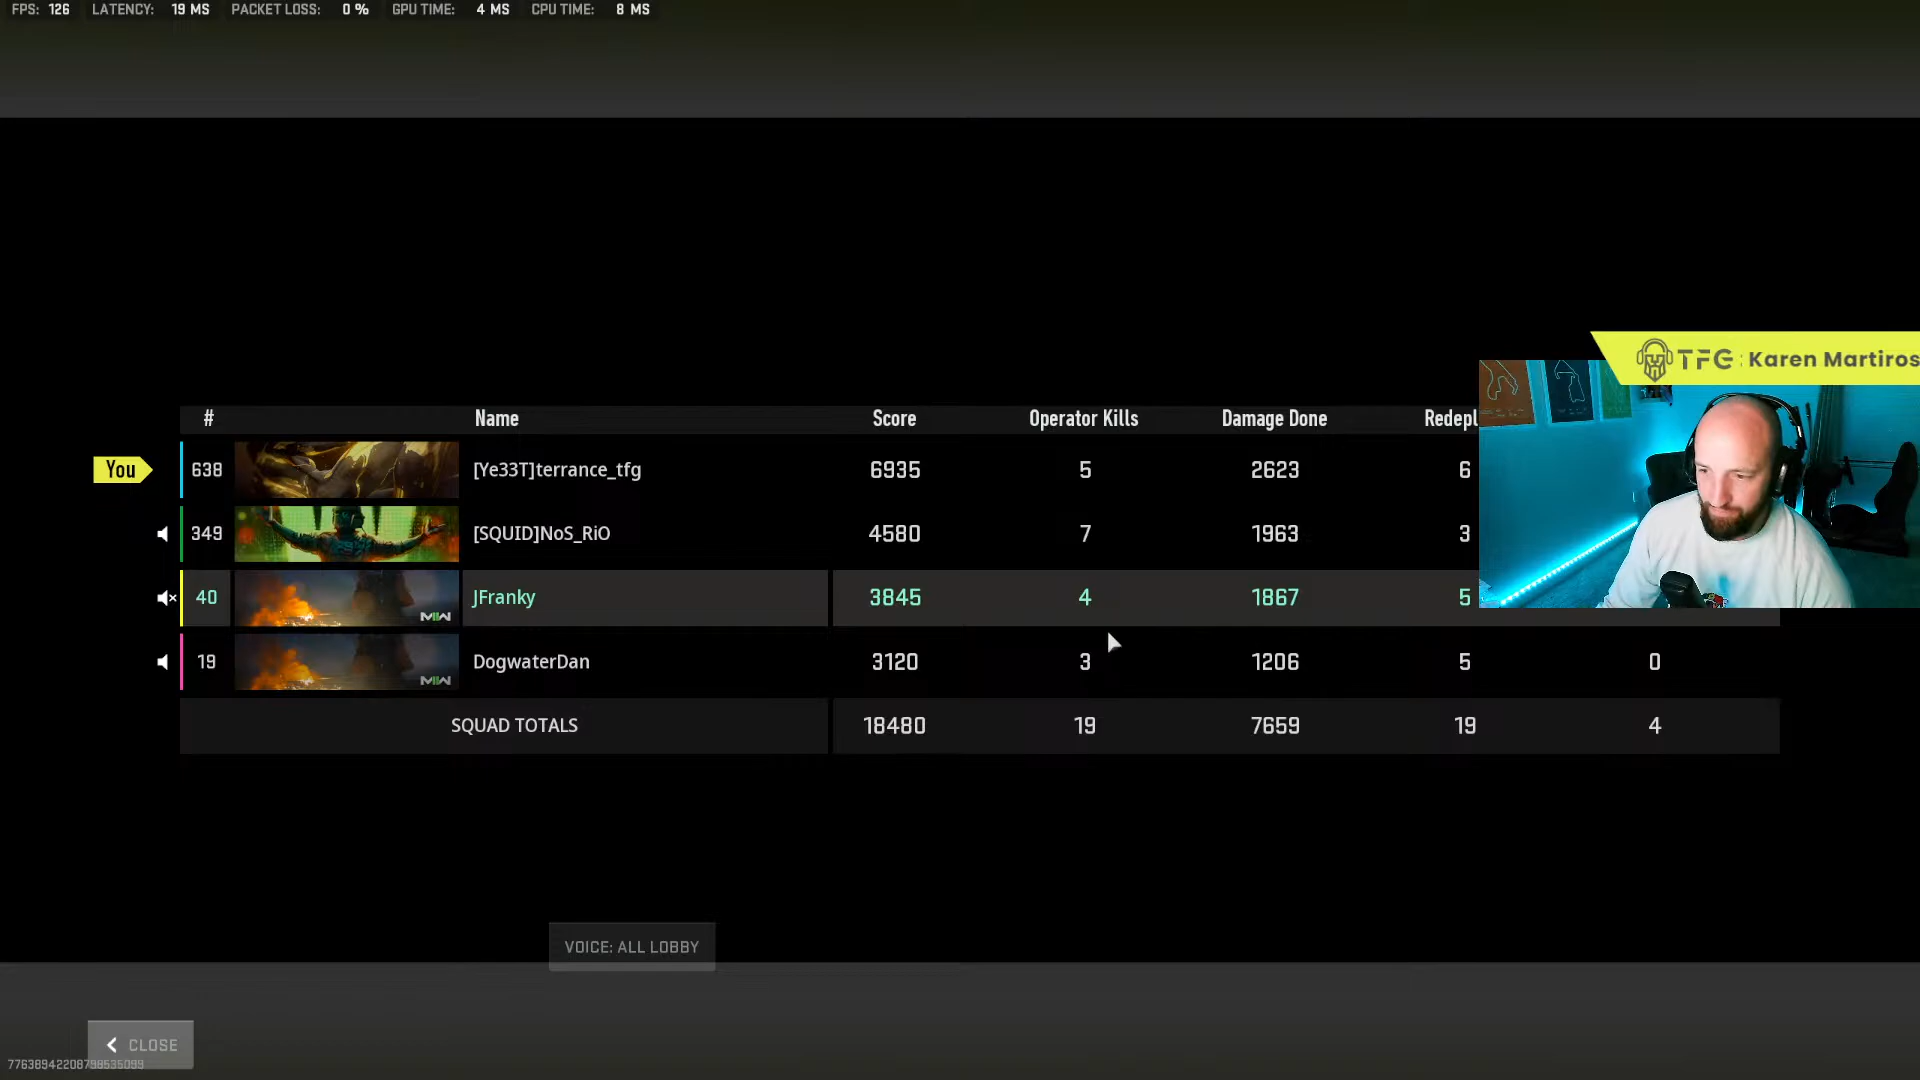 FPS: 126 LATENCY: 19 MS PACKET LOSS: 0 % GPU TIME: 4 MS CPU TIME: 8 MS
TFG : Karen Martiros
# Name Score Operator Kills Damage Done Redepl
You 638 [Ye33T]terrance_tfg 6935 5 2623 6
349 [SQUID]NoS_RiO 4580 7 1963 3
40 MW JFranky 3845 4 1867 5
19 MW DogwaterDan 3120 3 1206 5 0
SQUAD TOTALS 18480 19 7659 19 4
VOICE: ALL LOBBY
CLOSE